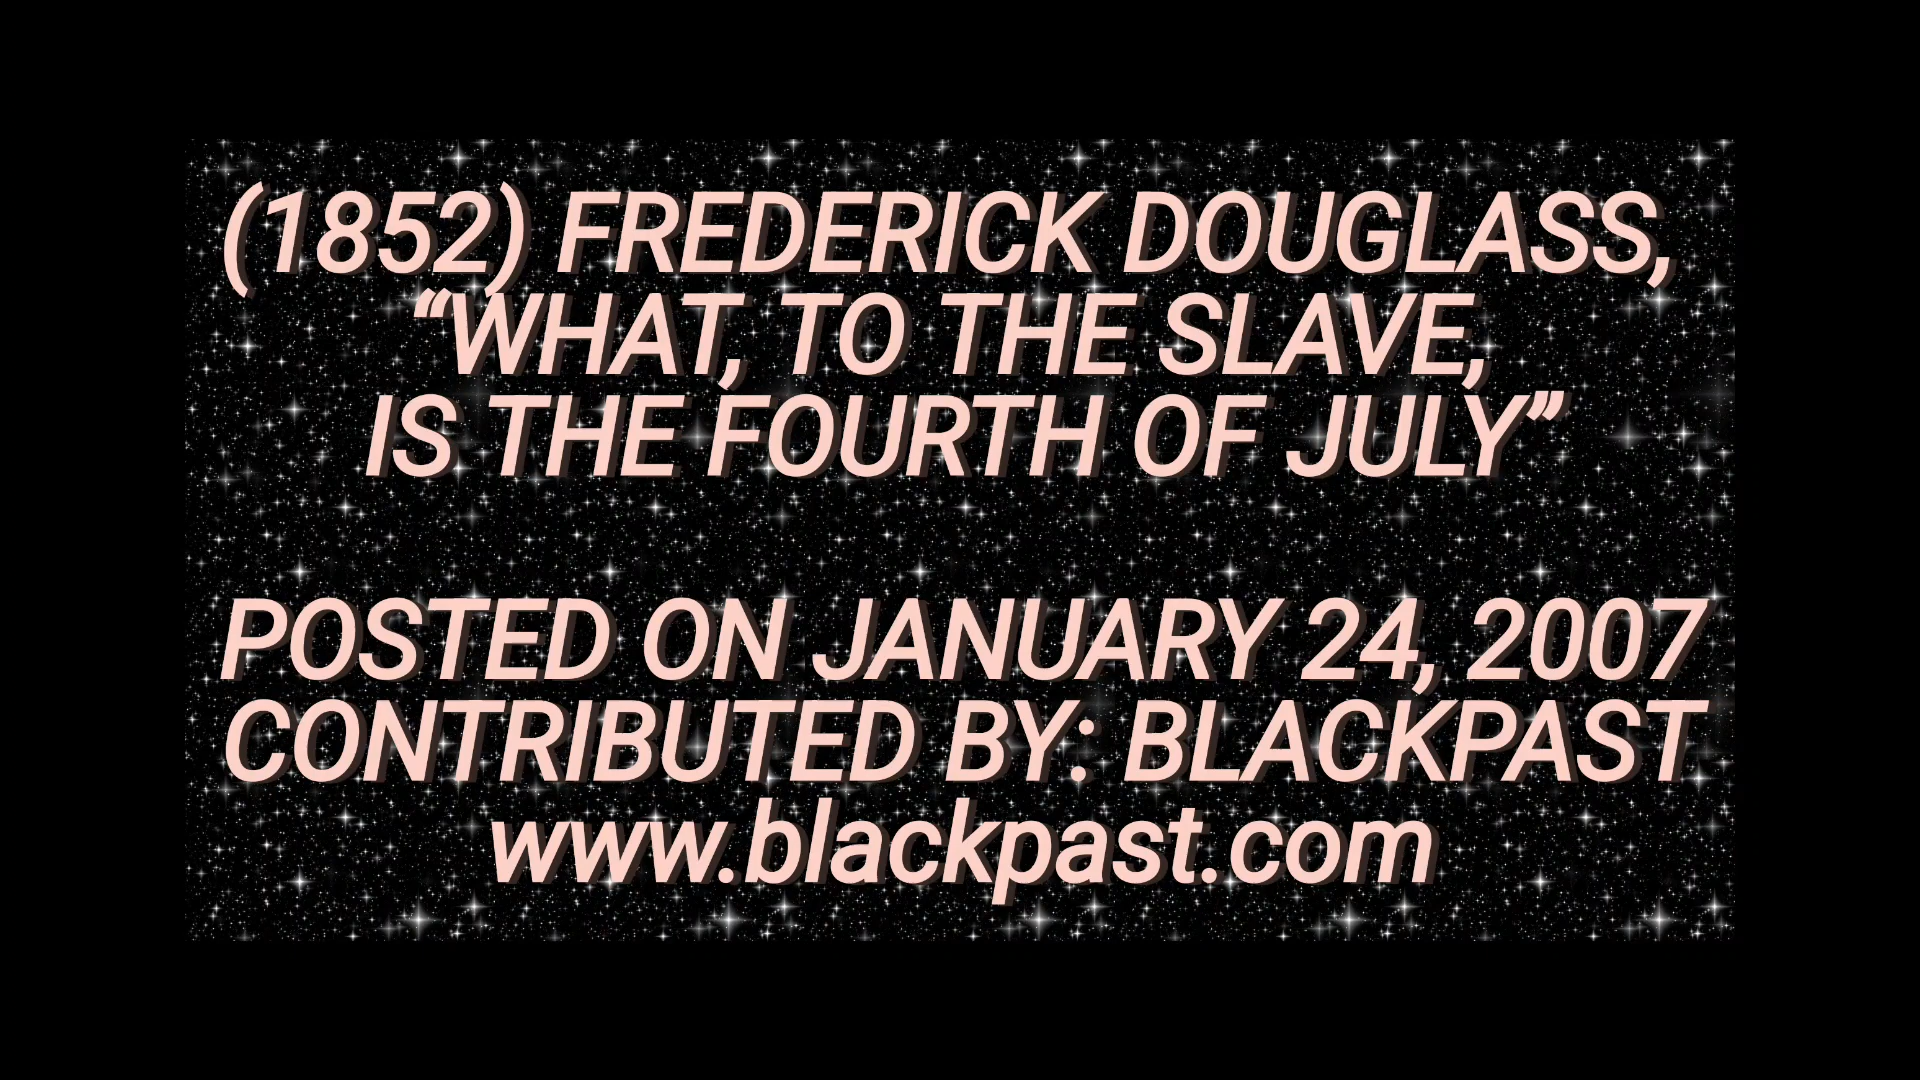 (1852) FREDERICK DOUGLASS,
“WHAT, TO THE SLAVE,
IS THE FOURTH OF JULY”
POSTED ON JANUARY 24, 2007
CONTRIBUTED BY: BLACKPAST
www.blackpast.com